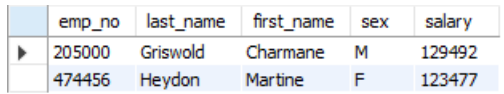 emp_no last_name first_name sex salary
205000 Griswold Charmane M 129492
474456 Heydon Martine F 123477